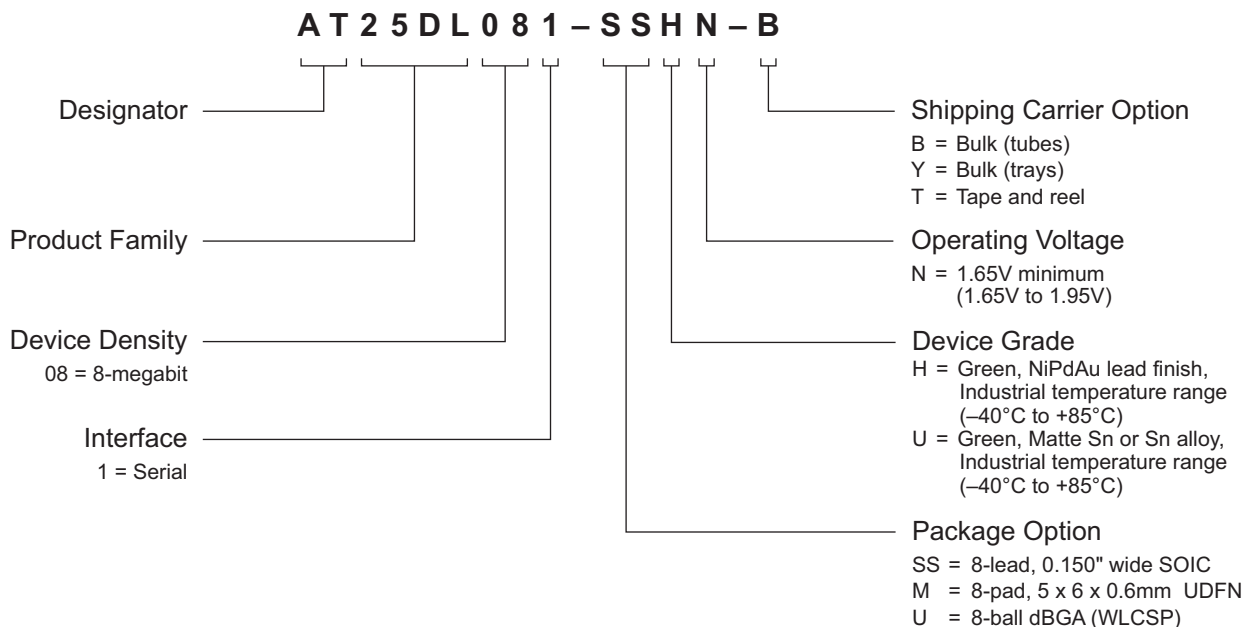 AT25DL081–SSHN–B
Designator
Product Family
Device Density
08 = 8-megabit
Interface
1 = Serial
Shipping Carrier Option
B = Bulk (tubes)
Y = Bulk (trays)
T = Tape and reel
Operating Voltage
N = 1.65V minimum
(1.65V to 1.95V)
Device Grade
H = Green, NiPdAu lead finish,
Industrial temperature range
(–40°C to +85°C)
U = Green, Matte Sn or Sn alloy,
Industrial temperature range
(–40°C to +85°C)
Package Option
SS = 8-lead, 0.150" wide SOIC
M = 8-pad, 5 x 6 x 0.6mm UDFN
U = 8-ball dBGA (WLCSP)